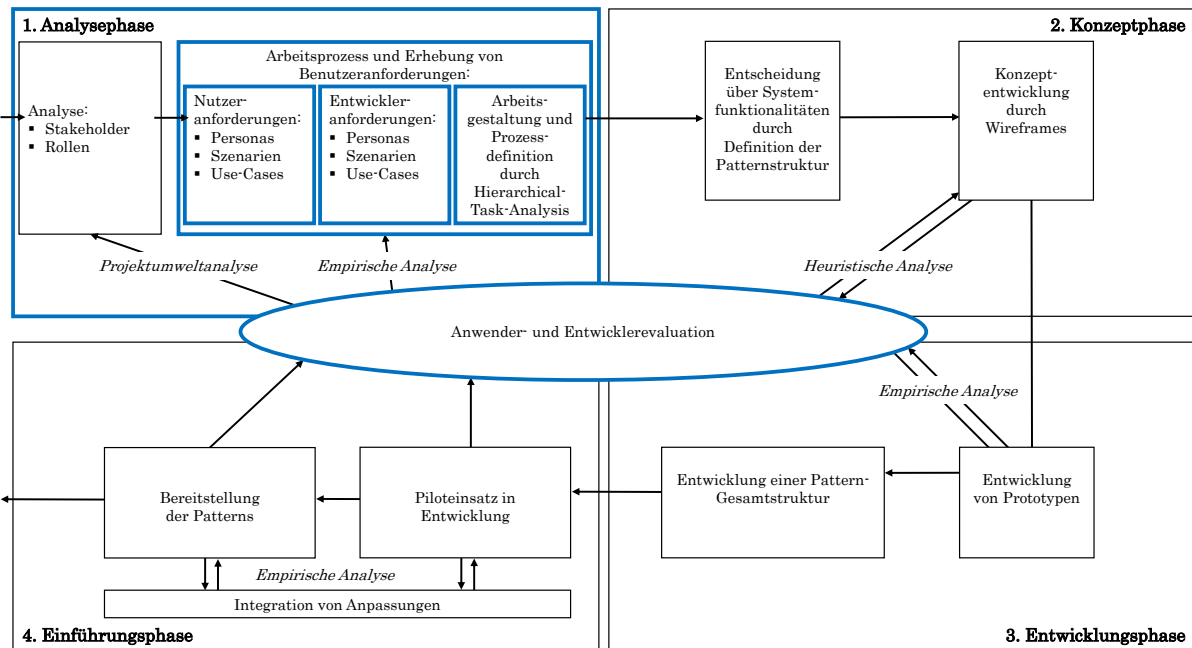 1. Analysephase
Analyse:
▪ Stakeholder
▪ Rollen
Arbeitsprozess und Erhebung von
Benutzeranforderungen:
Nutzer-
anforderungen:
▪ Personas
▪ Szenarien
▪ Use-Cases
Entwickler-
anforderungen:
▪ Personas
▪ Szenarien
▪ Use-Cases
Arbeits-
gestaltung und
Prozess-
definition
durch
Hierarchical-
Task-Analysis
Projektumweltanalyse
Empirische Analyse
2. Konzeptphase
Entscheidung
über System-
funktionalitäten
durch
Definition der
Patternstruktur
Konzept-
entwicklung
durch
Wireframes
Heuristische Analyse
Anwender- und Entwicklerevaluation
Empirische Analyse
Entwicklung
von Prototypen
Entwicklung einer Pattern-
Gesamtstruktur
3. Entwicklungsphase
Piloteinsatz in
Entwicklung
Bereitstellung
der Patterns
Empirische Analyse
Integration von Anpassungen
4. Einführungsphase